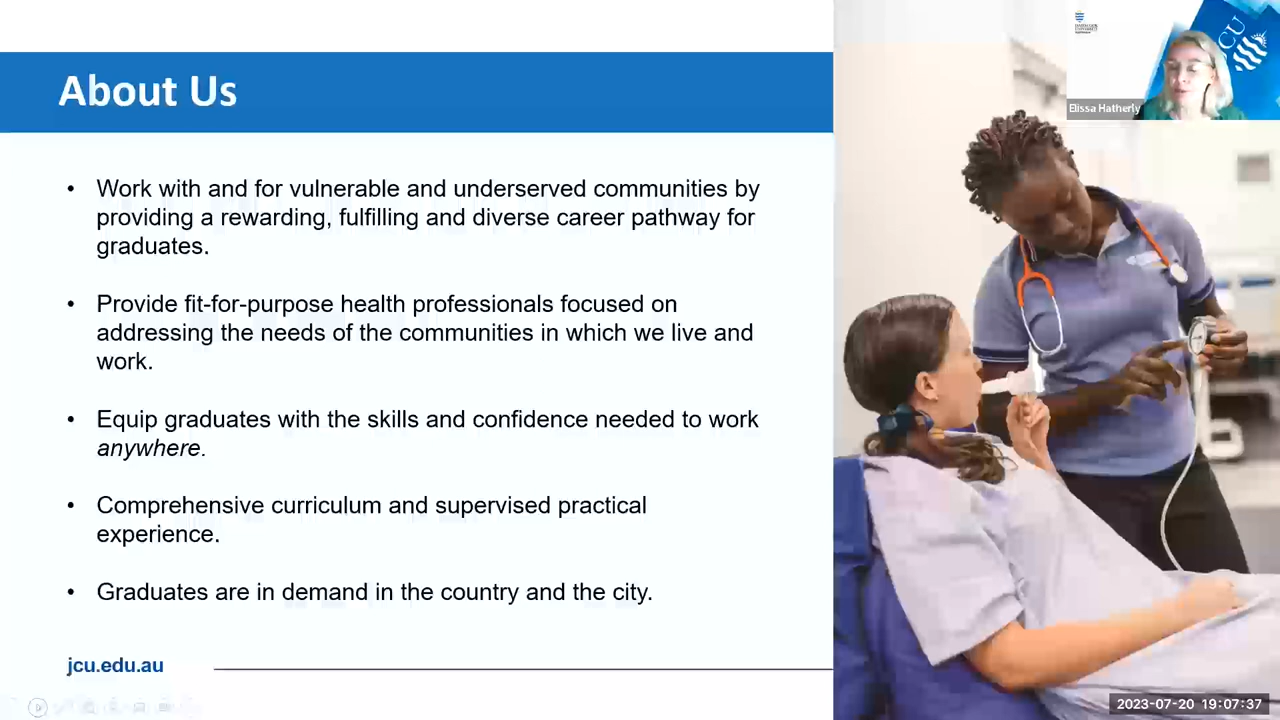 About Us
• Work with and for vulnerable and underserved communities by
providing a rewarding, fulfilling and diverse career pathway for
graduates.
• Provide fit-for-purpose health professionals focused on
addressing the needs of the communities in which we live and
work.
• Equip graduates with the skills and confidence needed to work
anywhere.
• Comprehensive curriculum and supervised practical
experience.
• Graduates are in demand in the country and the city.
jcu.edu.au
JCU
Elissa Hatherly
2023-07-20 19:07:37